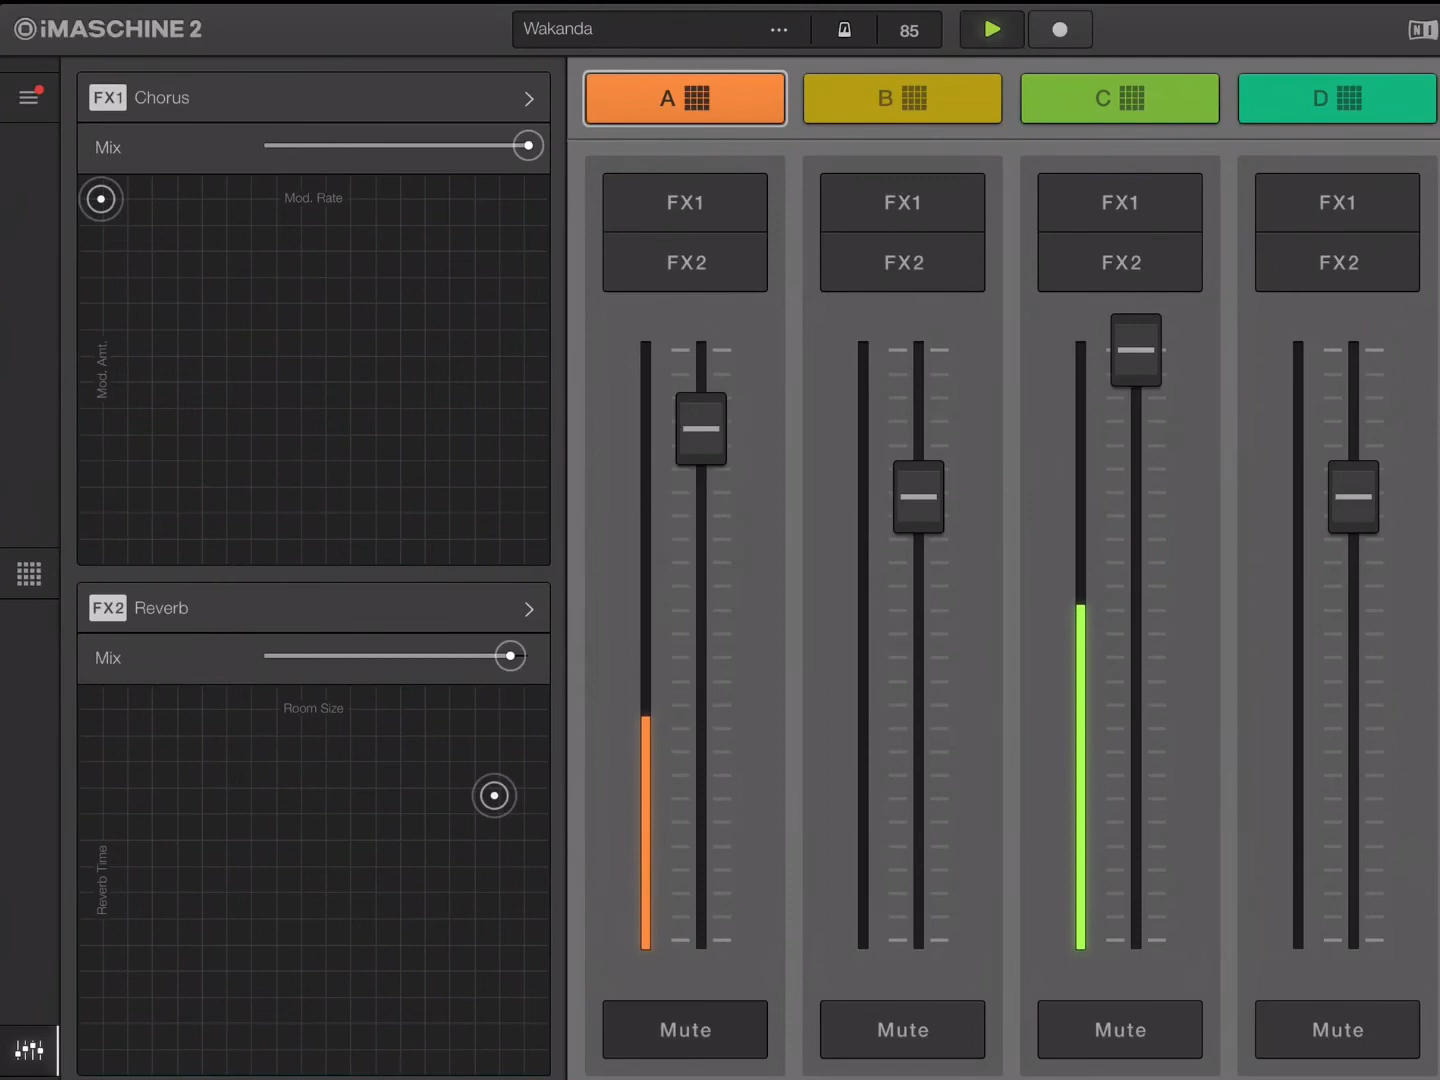 iMASCHINE 2
Wakanda ... 85
NI
FX1 Chorus
Mix
Mod. Rate
Mod. Amt.
FX2 Reverb
Mix
Room Size
Reverb Time
A B C D
FX1 FX1 FX1 FX1
FX2 FX2 FX2 FX2
Mute Mute Mute Mute